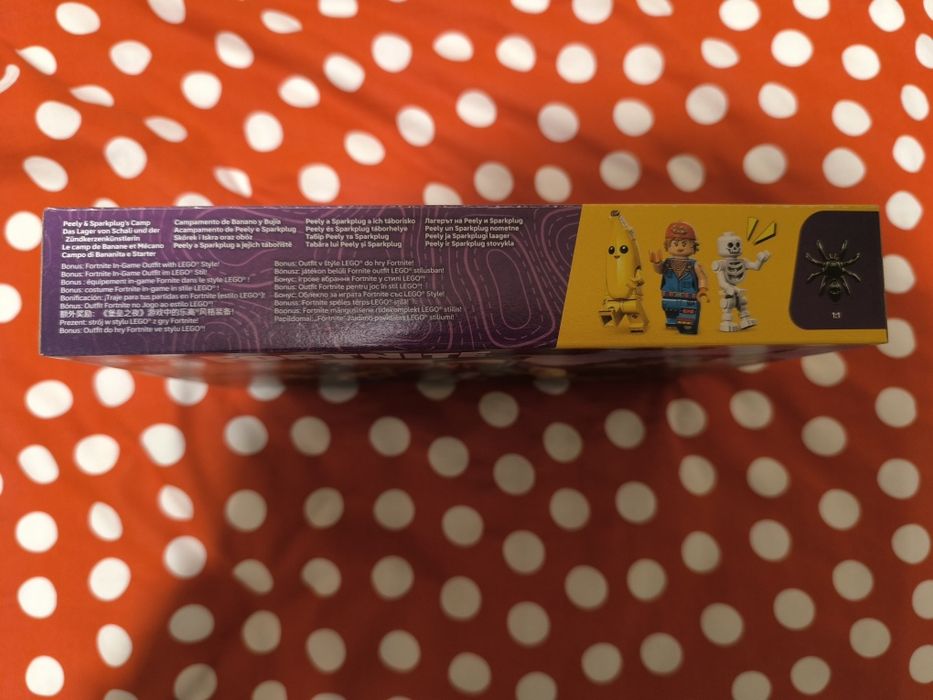 Peely & Sparkplug's Camp
Das Lager von Schali und der
Zündkerzenkünstlerin
Le camp de Banane et Mécano
Campo di Bananita e Starter
Campamento de Banano y Bujía
Acampamento de Peely e Sparkplug
Skórek i Iskra oraz obóz
Peely a Sparkplug a jejich tábořiště
Peely a Sparkplug a ich táborisko
Peely és Sparkplug táborhelye
Табір Peely та Sparkplug
Tabăra lui Peely și Sparkplug
Лагерът на Peely и Sparkplug
Peely un Sparkplug nometne
Peely ja Sparkplugi laager
Peely ir Sparkplug stovykla
Bonus: Fortnite In-Game Outfit with LEGO® Style!
Bonus: Fortnite In-Game Outfit im LEGO® Stil!
Bonus : équipement in-game Fortnite dans le style LEGO® !
Bonus: costume Fortnite in-game in stile LEGO®!
Bonificación: ¡Traje para tus partidas en Fortnite (estilo LEGO®)!
Bónus: Outfit Fortnite no Jogo ao estilo LEGO®!
额外奖励：《堡垒之夜》游戏中的乐高®风格装备！
Prezent: strój w stylu LEGO® z gry Fortnite!
Bonus: Outfit do hry Fortnite ve stylu LEGO®!
Bonus: Outfit v štýle LEGO® do hry Fortnite!
Bónusz: játékon belüli Fortnite outfit LEGO® stílusban!
Бонус: ігрове вбрання Fortnite у стилі LEGO®!
Bonus: Outfit Fortnite pentru joc în stil LEGO®!
Бонус: Облекло за играта Fortnite със LEGO® Style!
Bonuss: Fortnite spēles tērps LEGO® stilā!
Boonus: Fortnite mängusisene riidekomplekt LEGO® stiilis!
Papildomai: „Fortnite“ žaidimo apranga LEGO® stiliumi!
1:1